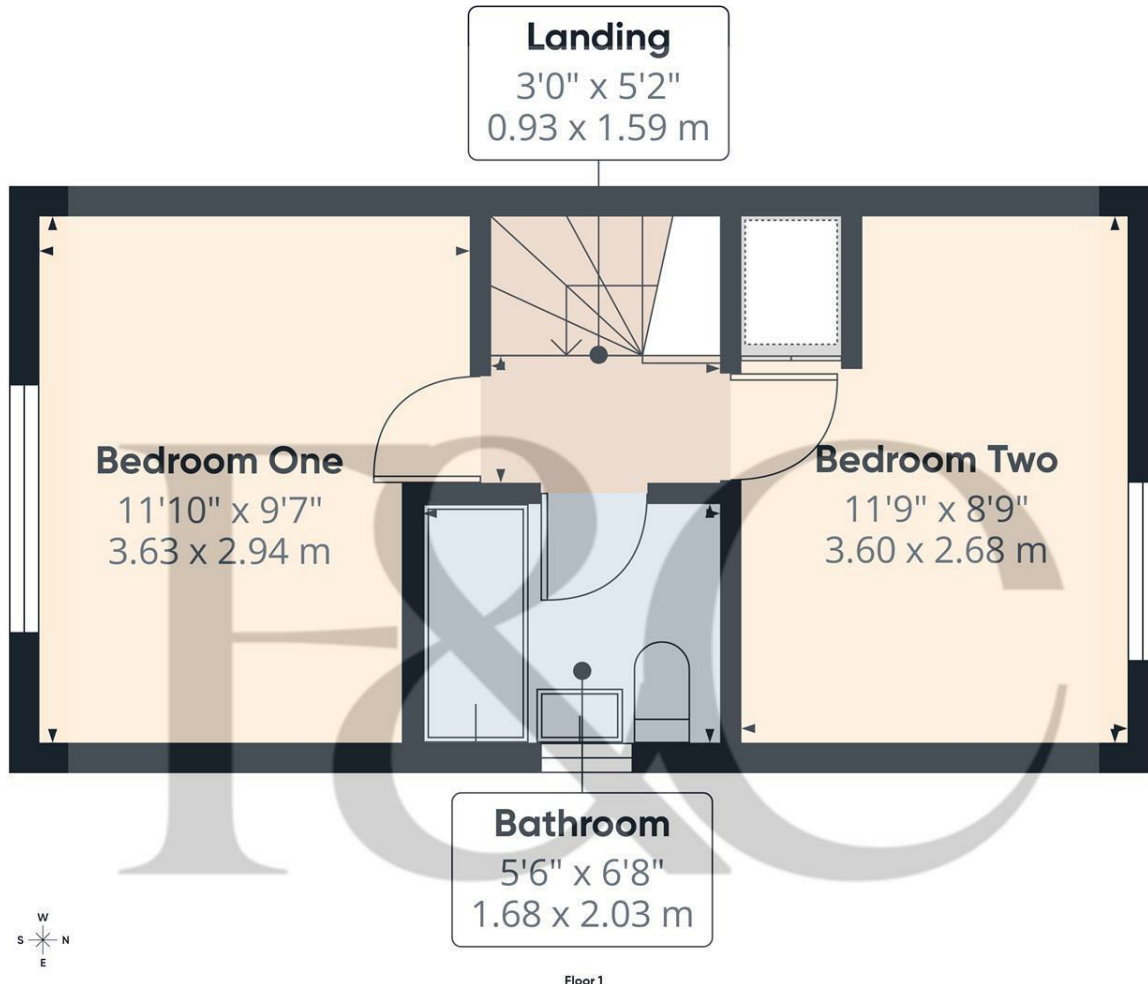 Landing
3'0" x 5'2"
0.93 x 1.59 m
Bedroom One
11'10" x 9'7"
3.63 x 2.94 m
Bedroom Two
11'9" x 8'9"
3.60 x 2.68 m
F&C
Bathroom
5'6" x 6'8"
1.68 x 2.03 m
W
S N
E
Floor 1